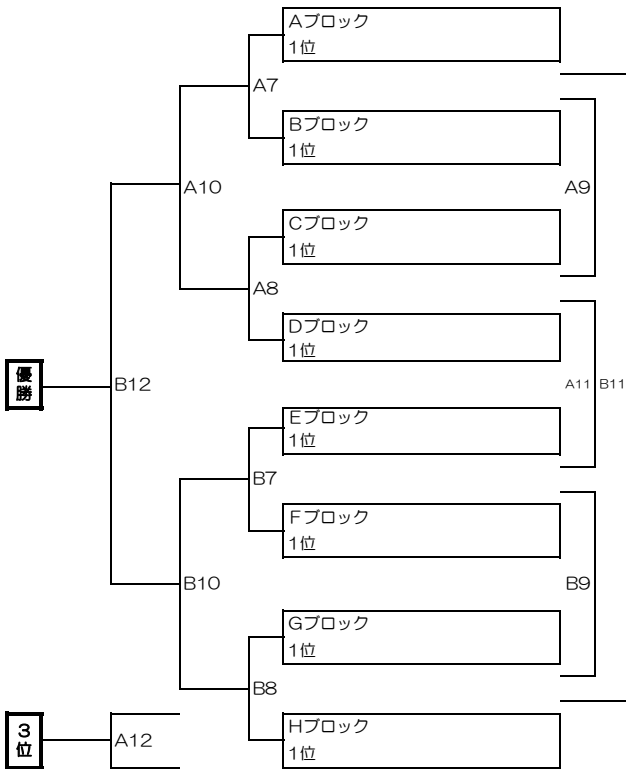 Aブロック
1位
A7
Bブロック
1位
A10
A9
Cブロック
1位
A8
Dブロック
1位
優勝
B12
A11 B11
Eブロック
1位
B7
Fブロック
1位
B10
B9
Gブロック
1位
B8
3位
A12
Hブロック
1位